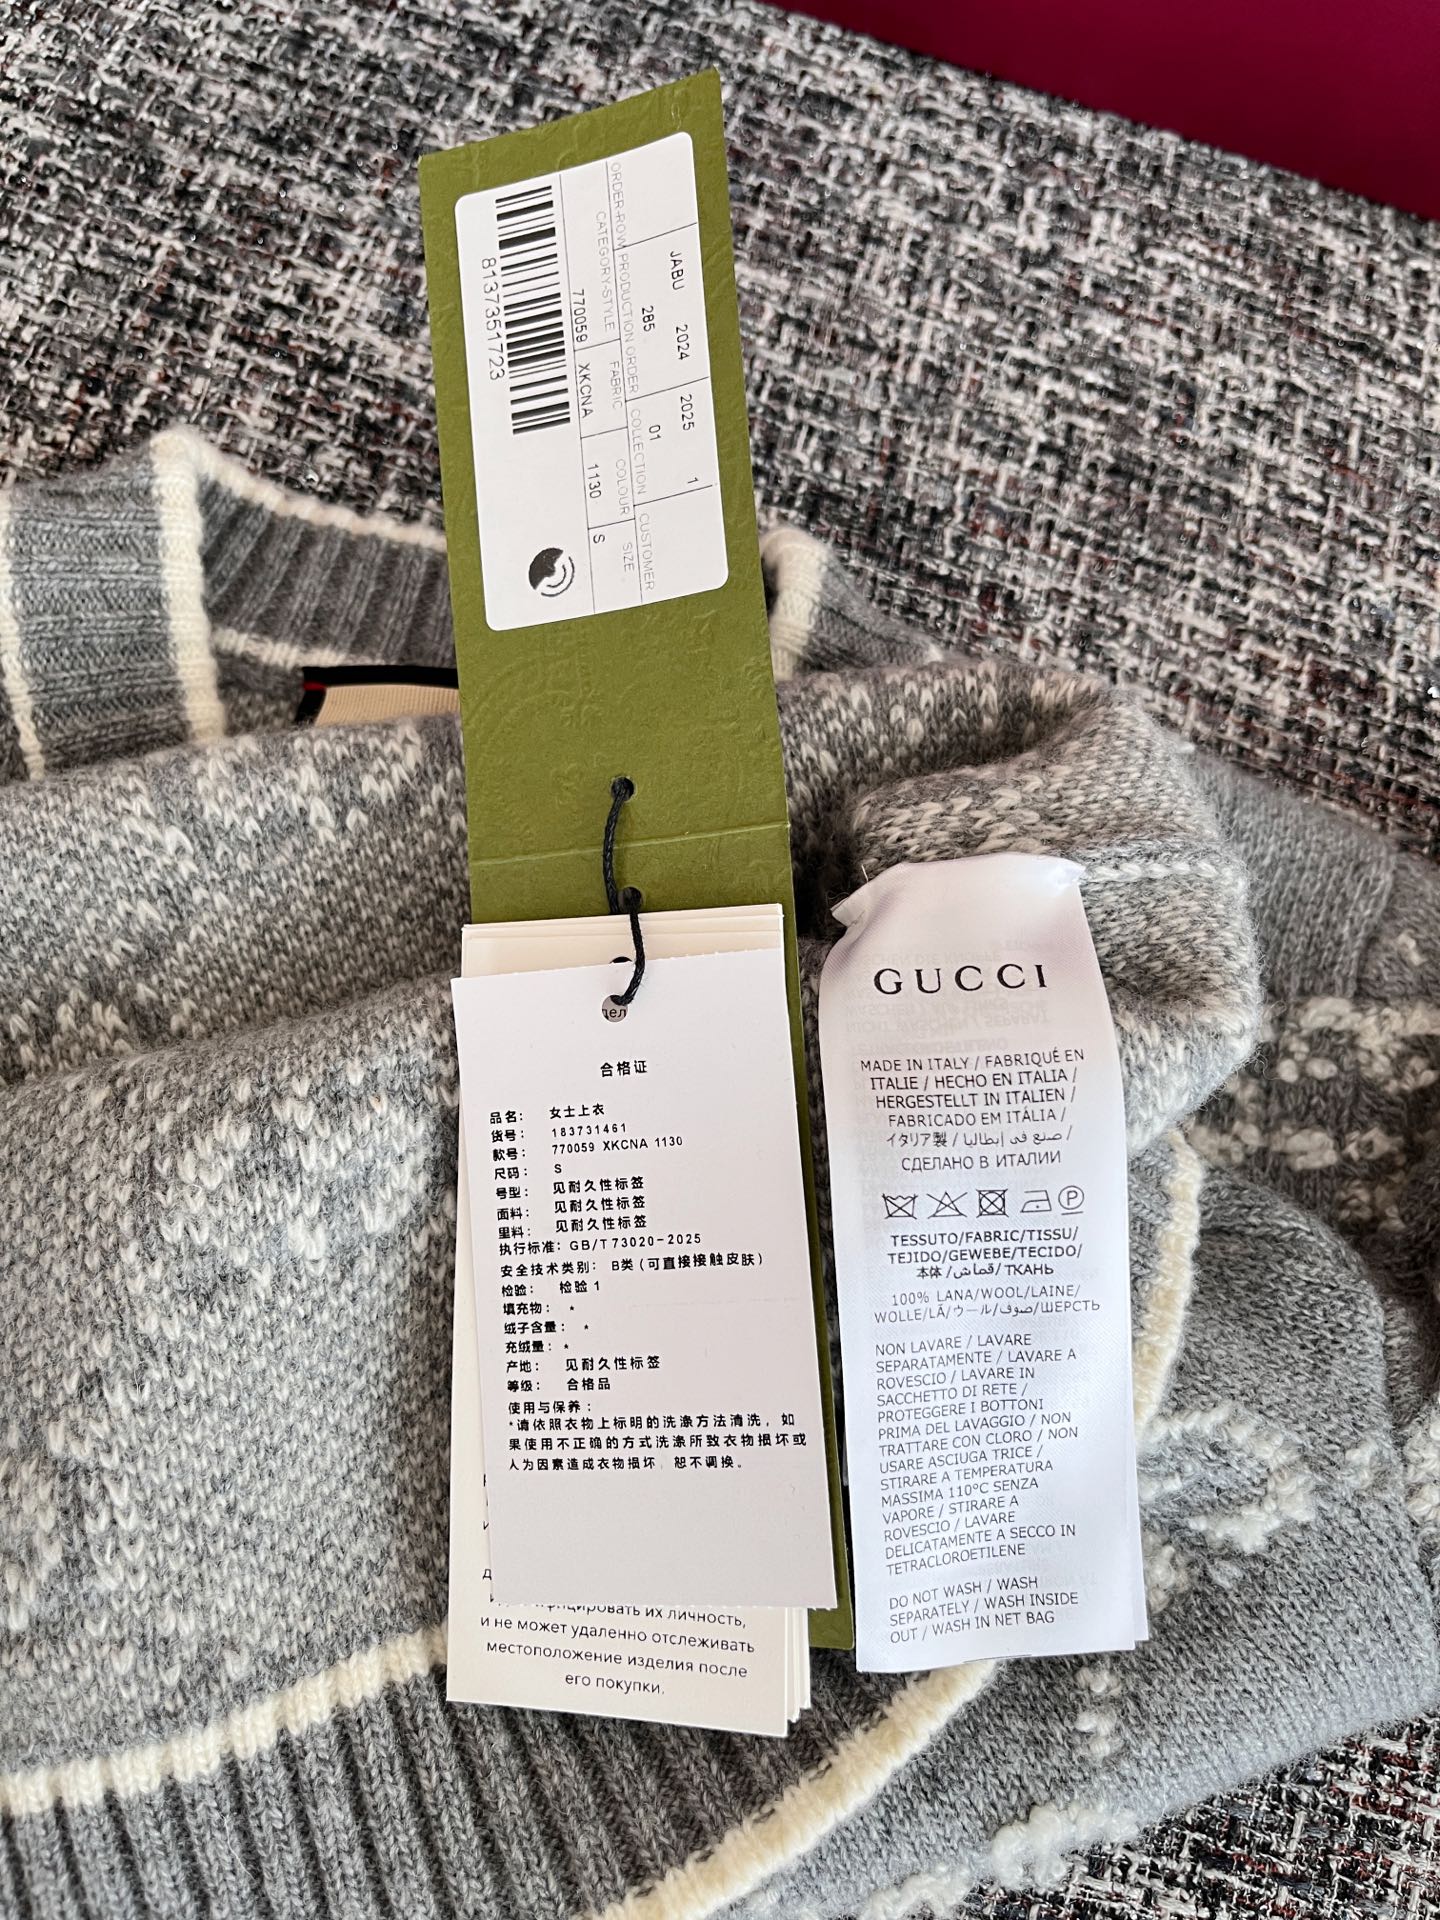 JABU 2024 2025 1
285 01
ORDER-ROW PRODUCTION ORDER COLLECTION CUSTOMER
CATEGORY-STYLE FABRIC COLOUR SIZE
770059 XKCNA 1130 S
8137351723
дел
合格证
品名： 女士上衣
货号： 183731461
款号： 770059 XKCNA 1130
尺码： S
号型： 见耐久性标签
面料： 见耐久性标签
里料： 见耐久性标签
执行标准：GB/T 73020-2025
安全技术类别： B类 (可直接接触皮肤)
检验： 检验 1
填充物： *
绒子含量： *
充绒量： *
产地： 见耐久性标签
等级： 合格品
使用与保养：
*请依照衣物上标明的洗涤方法清洗，如
果使用不正确的方式洗涤所致衣物损坏或
人为因素造成衣物损坏，恕不调换。
их личность,
и не может удаленно отслеживать
местоположение изделия после
его покупки.
GUCCI
MADE IN ITALY / FABRIQUÉ EN
ITALIE / HECHO EN ITALIA /
HERGESTELLT IN ITALIEN /
FABRICADO EM ITÁLIA /
イタリア製 / صنع في إيطاليا /
СДЕЛАНО В ИТАЛИИ
P
TESSUTO/FABRIC/TISSU/
TEJIDO/GEWEBE/TECIDO/
本体 /قماش/ ТКАНЬ
100% LANA/WOOL/LAINE/
WOLLE/LÃ/ウール/صوف/ШЕРСТЬ
NON LAVARE / LAVARE
SEPARATAMENTE / LAVARE A
ROVESCIO / LAVARE IN
SACCHETTO DI RETE /
PROTEGGERE I BOTTONI
PRIMA DEL LAVAGGIO / NON
TRATTARE CON CLORO / NON
USARE ASCIUGA TRICE /
STIRARE A TEMPERATURA
MASSIMA 110°C SENZA
VAPORE / STIRARE A
ROVESCIO / LAVARE
DELICATAMENTE A SECCO IN
TETRACLOROETILENE
DO NOT WASH / WASH
SEPARATELY / WASH INSIDE
OUT / WASH IN NET BAG